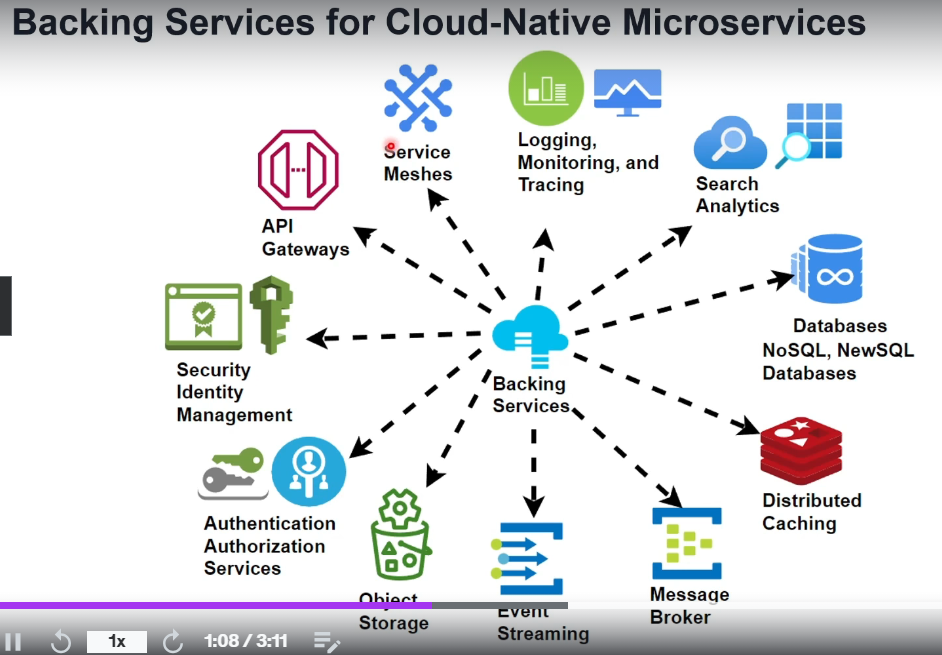 Backing Services for Cloud-Native Microservices
Service
Meshes
Logging,
Monitoring, and
Tracing
Search
Analytics
API
Gateways
Databases
NoSQL, NewSQL
Databases
Security
Identity
Management
Backing
Services
Distributed
Caching
Authentication
Authorization
Services
Object
Storage
Event
Streaming
Message
Broker
1x
1:08 / 3:11